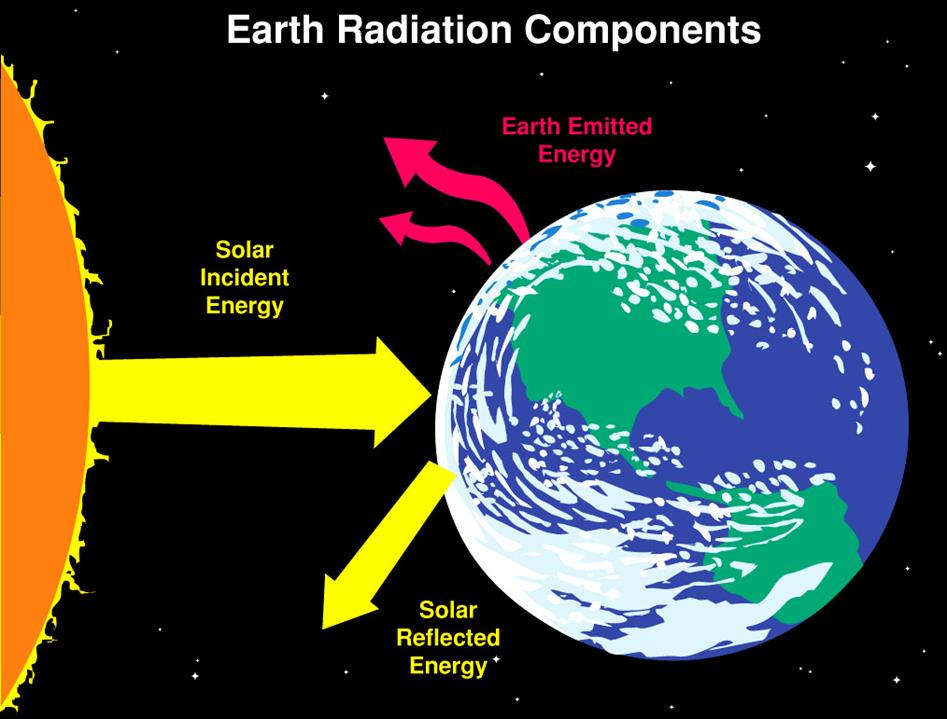 Earth Radiation Components
Earth Emitted
Energy
Solar
Incident
Energy
Solar
Reflected
Energy